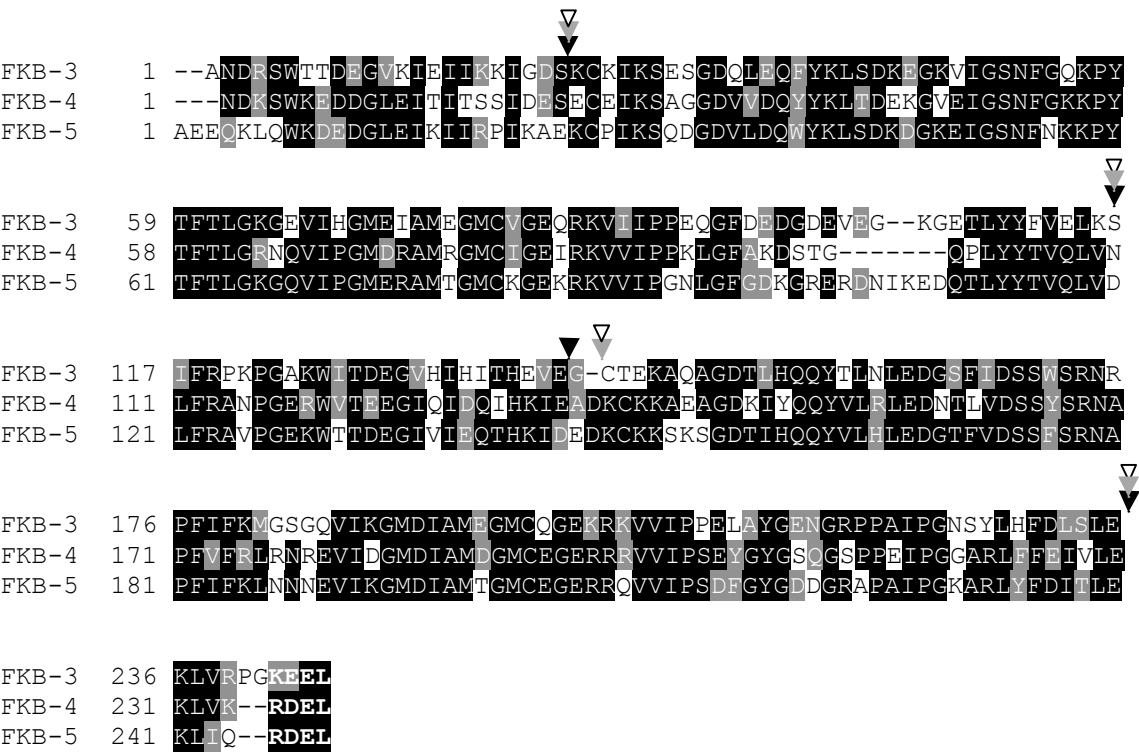 FKB-3 1 --ANDRSWTTDEGVKIEIIKKIGDSKCKIKSESGDQLEQFYKLSDKEGKVIGSNFGQKPY
FKB-4 1 ---NDKSWKEDDGLEITITSSIDESECEIKSAGGDVVDQYYKLTDEKGVEIGSNFGKKPY
FKB-5 1 AEEQKLQWKDEDGLEIKIIRPIKAEKCPIKSQDGDVLDQWYKLSDKDGKEIGSNFNKKPY
FKB-3 59 TFTLGKGEVIHGMEIAMEGMCVGEQRKVIIPPEQGFDEDGDEVEG--KGETLYYFVELKS
FKB-4 58 TFTLGRNQVIPGMDRAMRGMCIGEIRKVVIPPKLGFAKDSTG-------QPLYYTVQLVN
FKB-5 61 TFTLGKGQVIPGMERAMTGMCKGEKRKVVIPGNLGFGDKGRERDNIKEDQTLYYTVQLVD
FKB-3 117 IFRPKPGAKWITDEGVHIHITHEVEG-CTEKAQAGDTLHQQYTLNLEDGSFIDSSWSRNR
FKB-4 111 LFRANPGERWVTEEGIQIDQIHKIEADKCKKAEAGDKIYQQYVLRLEDNTLVDSSYSRNA
FKB-5 121 LFRAVPGEKWTTDEGIVIEQTHKIDEDKCKKSKSGDTIHQQYVLHLEDGTFVDSSFSRNA
FKB-3 176 PFIFKMGSGQVIKGMDIAMEGMCQGEKRKVVIPPELAYGENGRPPAIPGNSYLHFDLSLE
FKB-4 171 PFVFRLRNREVIDGMDIAMDGMCEGERRRVVIPSEYGYGSQGSPPEIPGGARLFFEIVLE
FKB-5 181 PFIFKLNNNEVIKGMDIAMTGMCEGERRQVVIPSDFGYGDDGRAPAIPGKARLYFDITLE
FKB-3 236 KLVRPGKEEL
FKB-4 231 KLVK--RDEL
FKB-5 241 KLIQ--RDEL